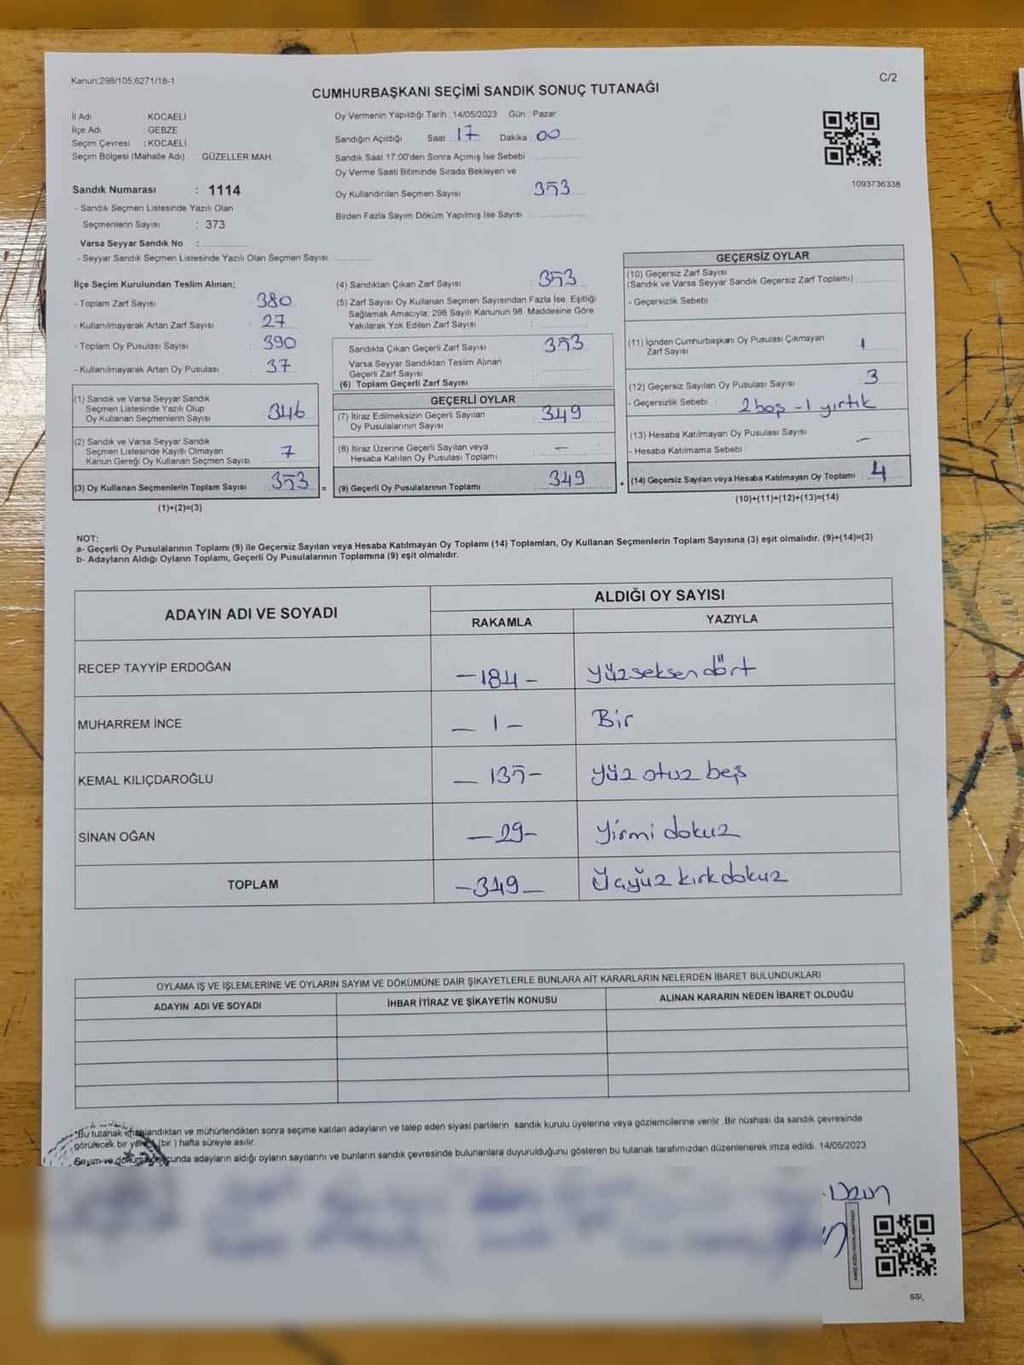 Kanun;298/105,6271/18-1
C/2
CUMHURBAŞKANI SEÇİMİ SANDIK SONUÇ TUTANAĞI
İl Adı : KOCAELİ
İlçe Adı : GEBZE
Seçim Çevresi : KOCAELİ
Seçim Bölgesi (Mahalle Adı) GÜZELLER MAH.
Sandık Numarası : 1114
- Sandık Seçmen Listesinde Yazılı Olan
Seçmenlerin Sayısı : 373
Varsa Seyyar Sandık No :
- Seyyar Sandık Seçmen Listesinde Yazılı Olan Seçmen Sayısı:
Oy Vermenin Yapıldığı Tarih :14/05/2023 Gün : Pazar
Sandığın Açıldığı Saat : 17 Dakika : 00
Sandık Saat 17:00'den Sonra Açımış İse Sebebi
Oy Verme Saati Bitiminde Sırada Bekleyen ve
Oy Kullandırılan Seçmen Sayısı : 353
Birden Fazla Sayım Döküm Yapılmış İse Sayısı :
1093736338
İlçe Seçim Kurulundan Teslim Alınan;
- Toplam Zarf Sayısı : 380
- Kullanılmayarak Artan Zarf Sayısı : 27
- Toplam Oy Pusulası Sayısı : 390
- Kullanılmayarak Artan Oy Pusulası : 37
(1) Sandık ve Varsa Seyyar Sandık
Seçmen Listesinde Yazılı Olup
Oy Kullanan Seçmenlerin Sayısı : 346
(2) Sandık ve Varsa Seyyar Sandık
Seçmen Listesinde Kayıtlı Olmayan
Kanun Gereği Oy Kullanan Seçmen Sayısı : 7
(3) Oy Kullanan Seçmenlerin Toplam Sayısı : 353 =
(1)+(2)=(3)
(4) Sandıktan Çıkan Zarf Sayısı : 353
(5) Zarf Sayısı Oy Kullanan Seçmen Sayısından Fazla İse, Eşitliği
Sağlamak Amacıyla; 298 Sayılı Kanunun 98. Maddesine Göre
Yakılarak Yok Edilen Zarf Sayısı :
Sandıkta Çıkan Geçerli Zarf Sayısı : 353
Varsa Seyyar Sandıktan Teslim Alınan
Geçerli Zarf Sayısı
(6) Toplam Geçerli Zarf Sayısı
GEÇERLİ OYLAR
(7) İtiraz Edilmeksizin Geçerli Sayılan
Oy Pusulalarının Sayısı : 349
(8) İtiraz Üzerine Geçerli Sayılan veya
Hesaba Katılan Oy Pusulası Toplamı : —
(9) Geçerli Oy Pusulalarının Toplamı : 349 +
GEÇERSİZ OYLAR
(10) Geçersiz Zarf Sayısı
(Sandık ve Varsa Seyyar Sandık Geçersiz Zarf Toplamı) :
- Geçersizlik Sebebi
(11) İçinden Cumhurbaşkanı Oy Pusulası Çıkmayan
Zarf Sayısı : 1
(12) Geçersiz Sayılan Oy Pusulası Sayısı : 3
- Geçersizlik Sebebi : 2 boş - 1 yırtık
(13) Hesaba Katılmayan Oy Pusulası Sayısı : —
- Hesaba Katılmama Sebebi
(14) Geçersiz Sayılan veya Hesaba Katılmayan Oy Toplamı : 4
(10)+(11)+(12)+(13)=(14)
NOT:
a- Geçerli Oy Pusulalarının Toplamı (9) ile Geçersiz Sayılan veya Hesaba Katılmayan Oy Toplamı (14) Toplamları, Oy Kullanan Seçmenlerin Toplam Sayısına (3) eşit olmalıdır. (9)+(14)=(3)
b- Adayların Aldığı Oyların Toplamı, Geçerli Oy Pusulalarının Toplamına (9) eşit olmalıdır.
ADAYIN ADI VE SOYADI
ALDIĞI OY SAYISI
RAKAMLA YAZIYLA
RECEP TAYYİP ERDOĞAN —184— Yüzseksen dört
MUHARREM İNCE — 1 — Bir
KEMAL KILIÇDAROĞLU — 135— Yüz otuz beş
SİNAN OĞAN —29— Yirmi dokuz
TOPLAM —349— Üçyüz kırkdokuz
OYLAMA İŞ VE İŞLEMLERİNE VE OYLARIN SAYIM VE DÖKÜMÜNE DAİR ŞİKAYETLERLE BUNLARA AİT KARARLARIN NELERDEN İBARET BULUNDUKLARI
ADAYIN ADI VE SOYADI İHBAR İTİRAZ VE ŞİKAYETİN KONUSU ALINAN KARARIN NEDEN İBARET OLDUĞU
*Bu tutanak imzalandıktan ve mühürlendikten sonra seçime katılan adayların ve talep eden siyasi partilerin sandık kurulu üyelerine veya gözlemcilerine verilir. Bir nüshası da sandık çevresinde
görülecek bir yere (bir ) hafta süreyle asılır.
adayların aldığı oyların sayılarını ve bunların sandık çevresinde bulunanlara duyurulduğunu gösteren bu tutanak tarafımızdan düzenlenerek imza edildi. 14/05/2023